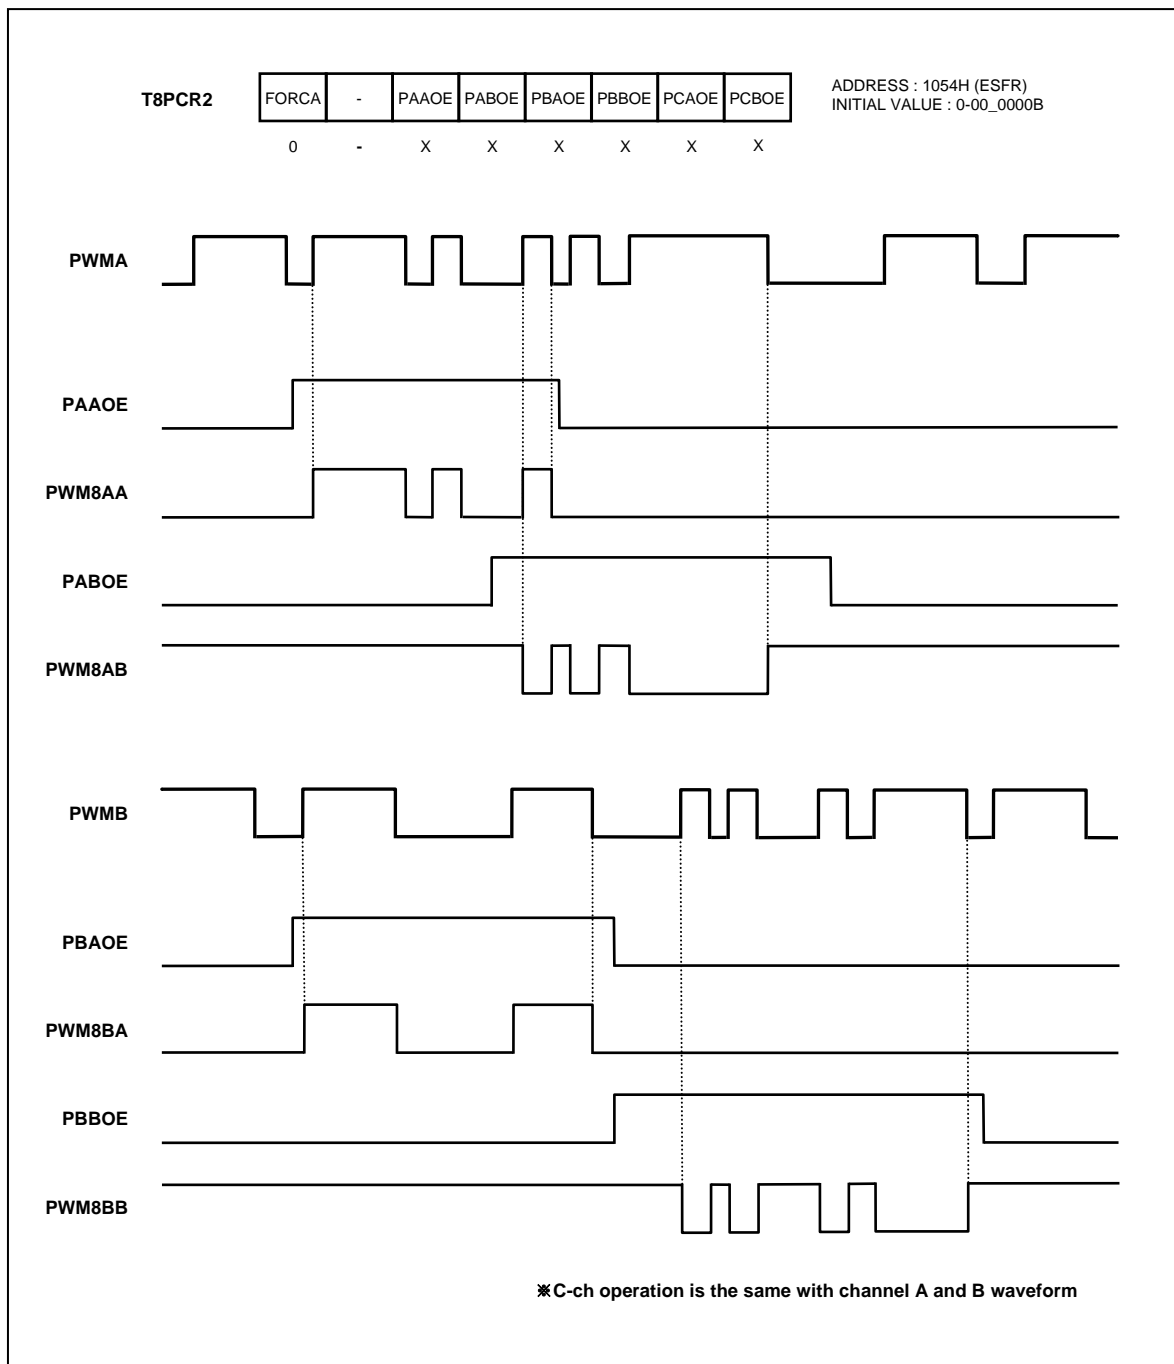 T8PCR2 FORCA - PAAOE PABOE PBAOE PBBOE PCAOE PCBOE
ADDRESS : 1054H (ESFR)
INITIAL VALUE : 0-00_0000B
0 - X X X X X X
PWMA
PAAOE
PWM8AA
PABOE
PWM8AB
PWMB
PBAOE
PWM8BA
PBBOE
PWM8BB
※C-ch operation is the same with channel A and B waveform